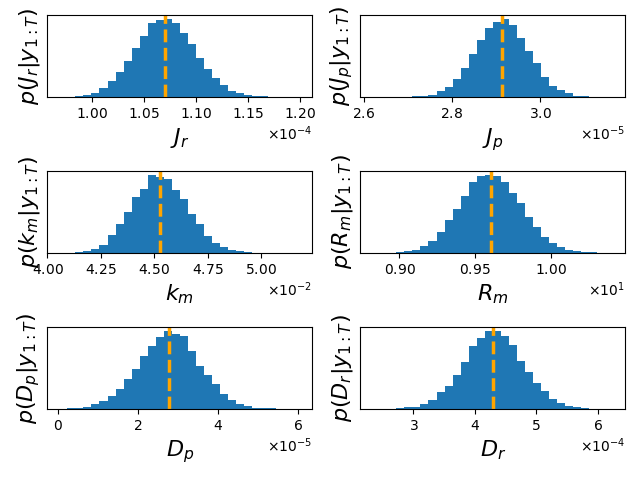 p(J_r|y_{1:T}) p(J_p|y_{1:T})
1.00 1.05 1.10 1.15 1.20 2.6 2.8 3.0
×10^{-4} ×10^{-5}
J_r J_p
p(k_m|y_{1:T}) p(R_m|y_{1:T})
4.00 4.25 4.50 4.75 5.00 0.90 0.95 1.00
×10^{-2} ×10^{1}
k_m R_m
p(D_p|y_{1:T}) p(D_r|y_{1:T})
0 2 4 6 3 4 5 6
×10^{-5} ×10^{-4}
D_p D_r